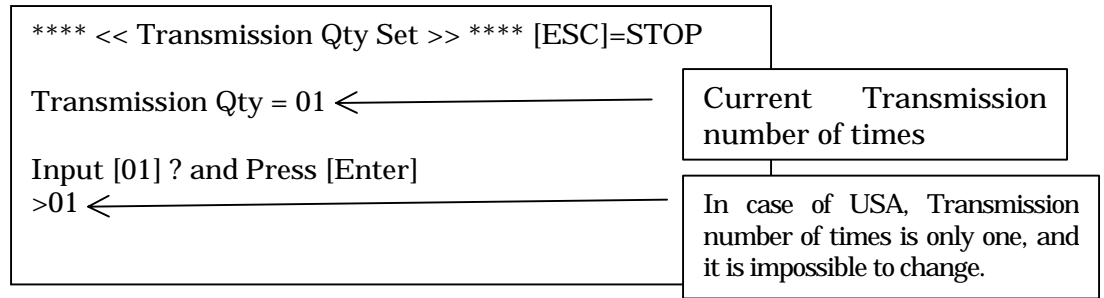 **** << Transmission Qty Set >> **** [ESC]=STOP
Transmission Qty = 01
Current Transmission
number of times
Input [01] ? and Press [Enter]
>01
In case of USA, Transmission
number of times is only one, and
it is impossible to change.